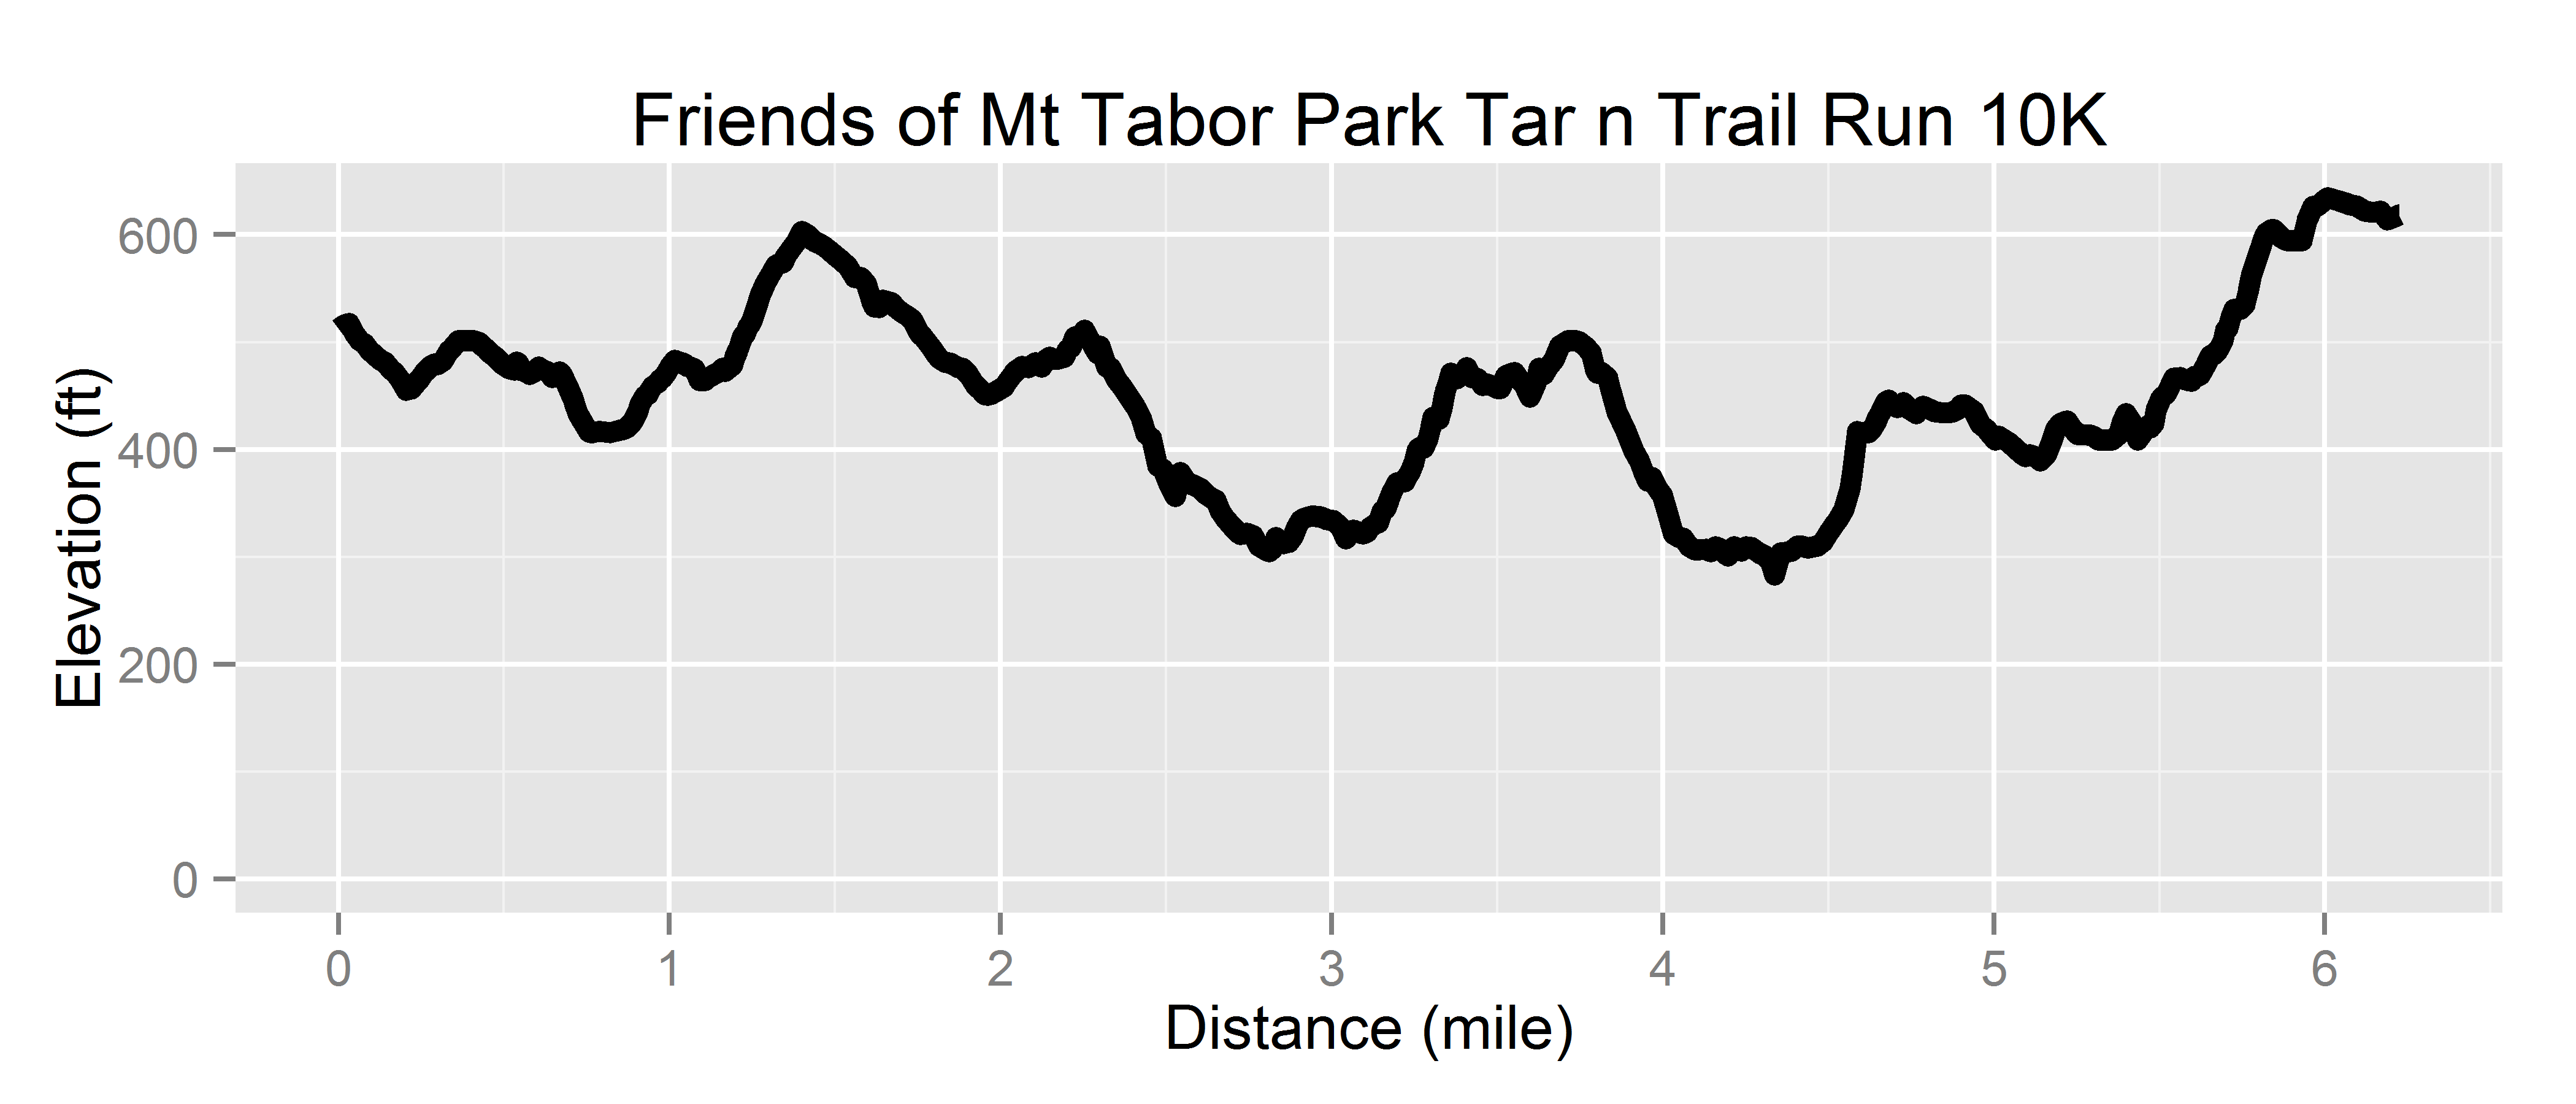 Friends of Mt Tabor Park Tar n Trail Run 10K
Elevation (ft)
600
400
200
0
0 1 2 3 4 5 6
Distance (mile)